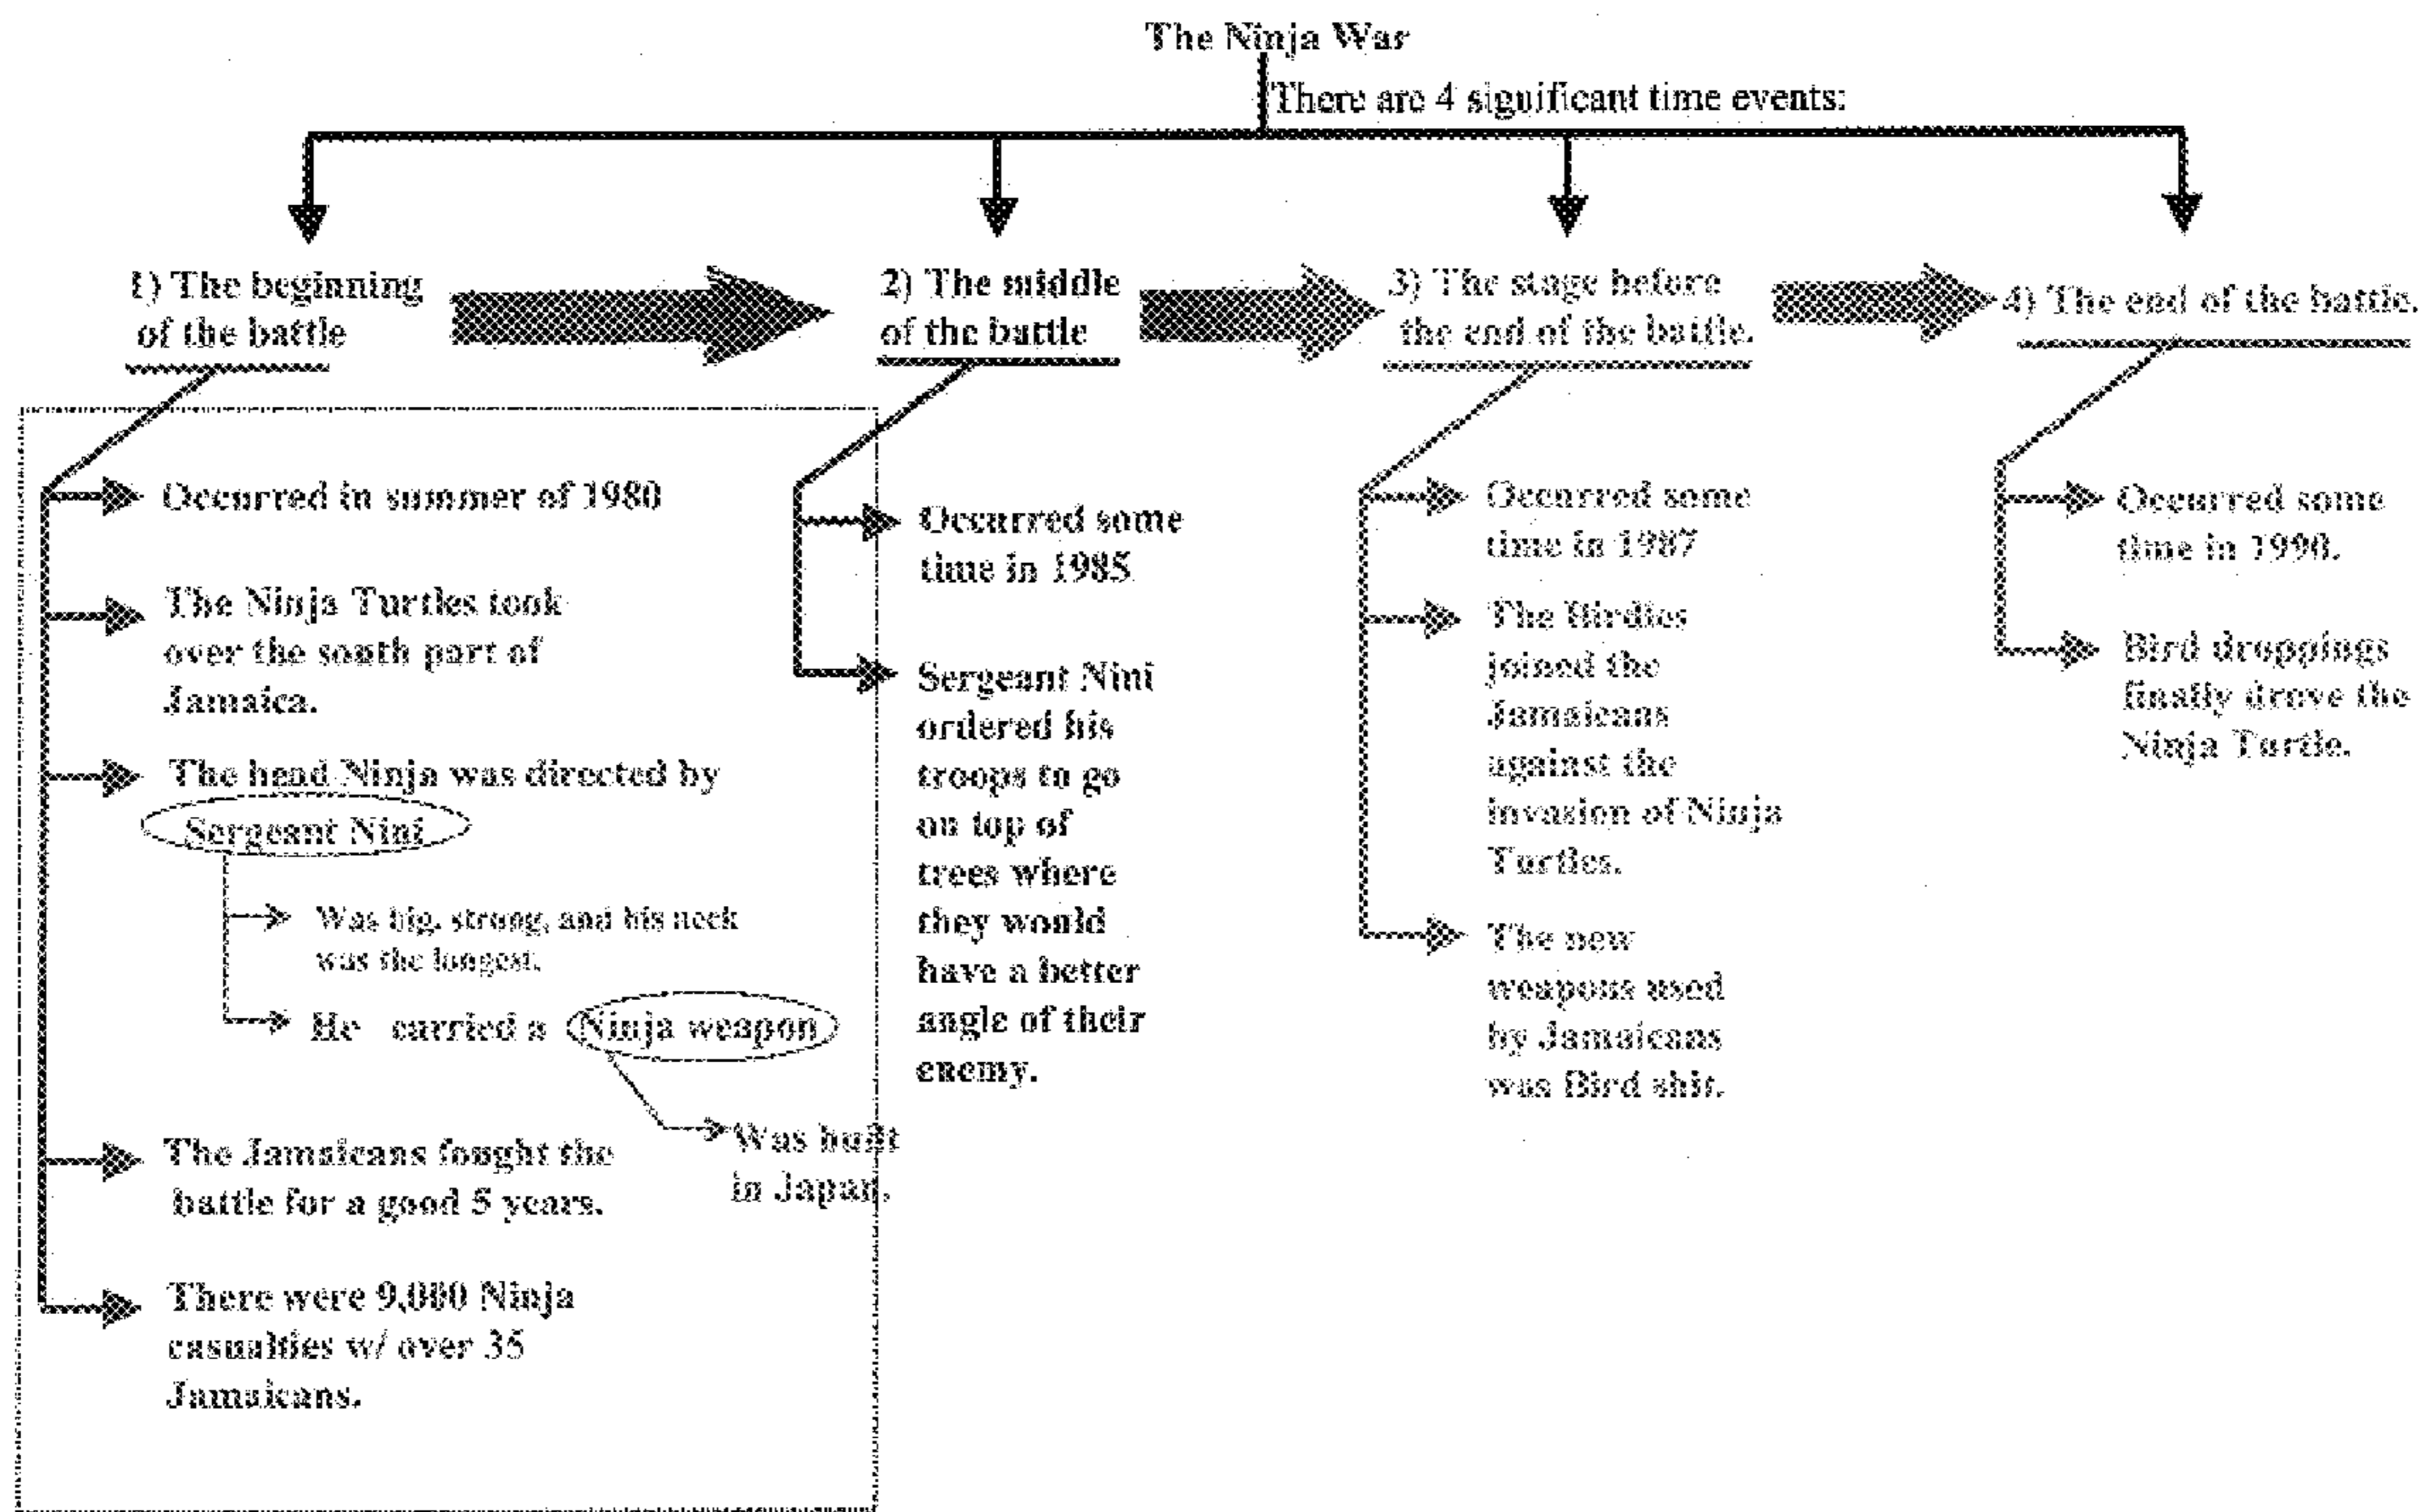 The Ninja War
There are 4 significant time events:
1) The beginning
of the battle
Occurred in summer of 1980
The Ninja Turtles took
over the south part of
Jamaica.
The head Ninja was directed by
Sergeant Nini
Was big, strong, and his neck
was the longest.
He carried a Ninja weapon
Was built
in Japan.
The Jamaicans fought the
battle for a good 5 years.
There were 9,080 Ninja
casualties w/ over 35
Jamaicans.
2) The middle
of the battle
Occurred some
time in 1985
Sergeant Nini
ordered his
troops to go
on top of
trees where
they would
have a better
angle of their
enemy.
3) The stage before
the end of the battle.
Occurred some
time in 1987
The Birdies
joined the
Jamaicans
against the
invasion of Ninja
Turtles.
The new
weapons used
by Jamaicans
was Bird shit.
4) The end of the battle.
Occurred some
time in 1990.
Bird droppings
finally drove the
Ninja Turtle.